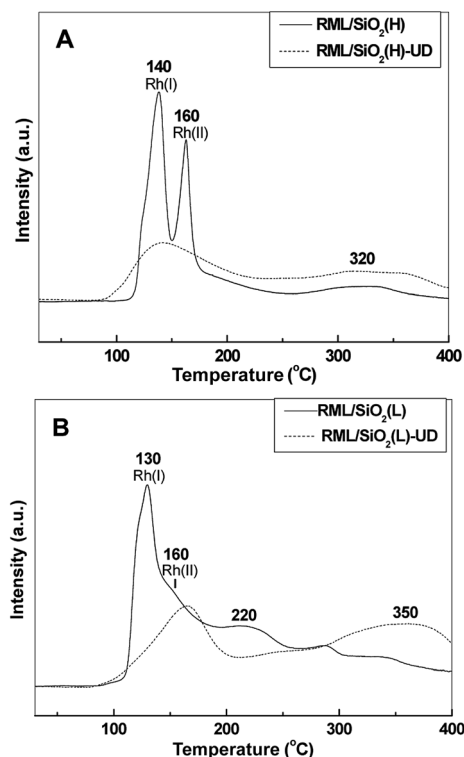 A
RML/SiO₂(H)
RML/SiO₂(H)-UD
140
Rh(I)
160
Rh(II)
320
Intensity (a.u.)
100 200 300 400
Temperature (°C)
B
RML/SiO₂(L)
RML/SiO₂(L)-UD
130
Rh(I)
160
Rh(II)
220
350
Intensity (a.u.)
100 200 300 400
Temperature (°C)